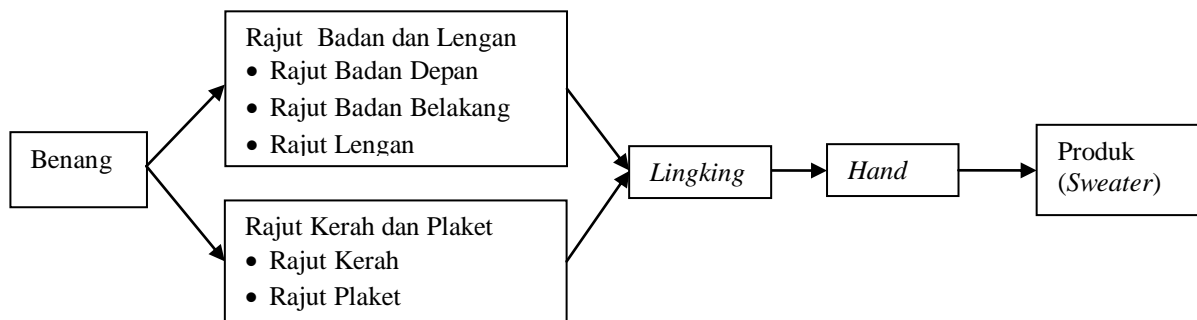 Benang
Rajut Badan dan Lengan
• Rajut Badan Depan
• Rajut Badan Belakang
• Rajut Lengan
Rajut Kerah dan Plaket
• Rajut Kerah
• Rajut Plaket
Lingking
Hand
Produk
(Sweater)